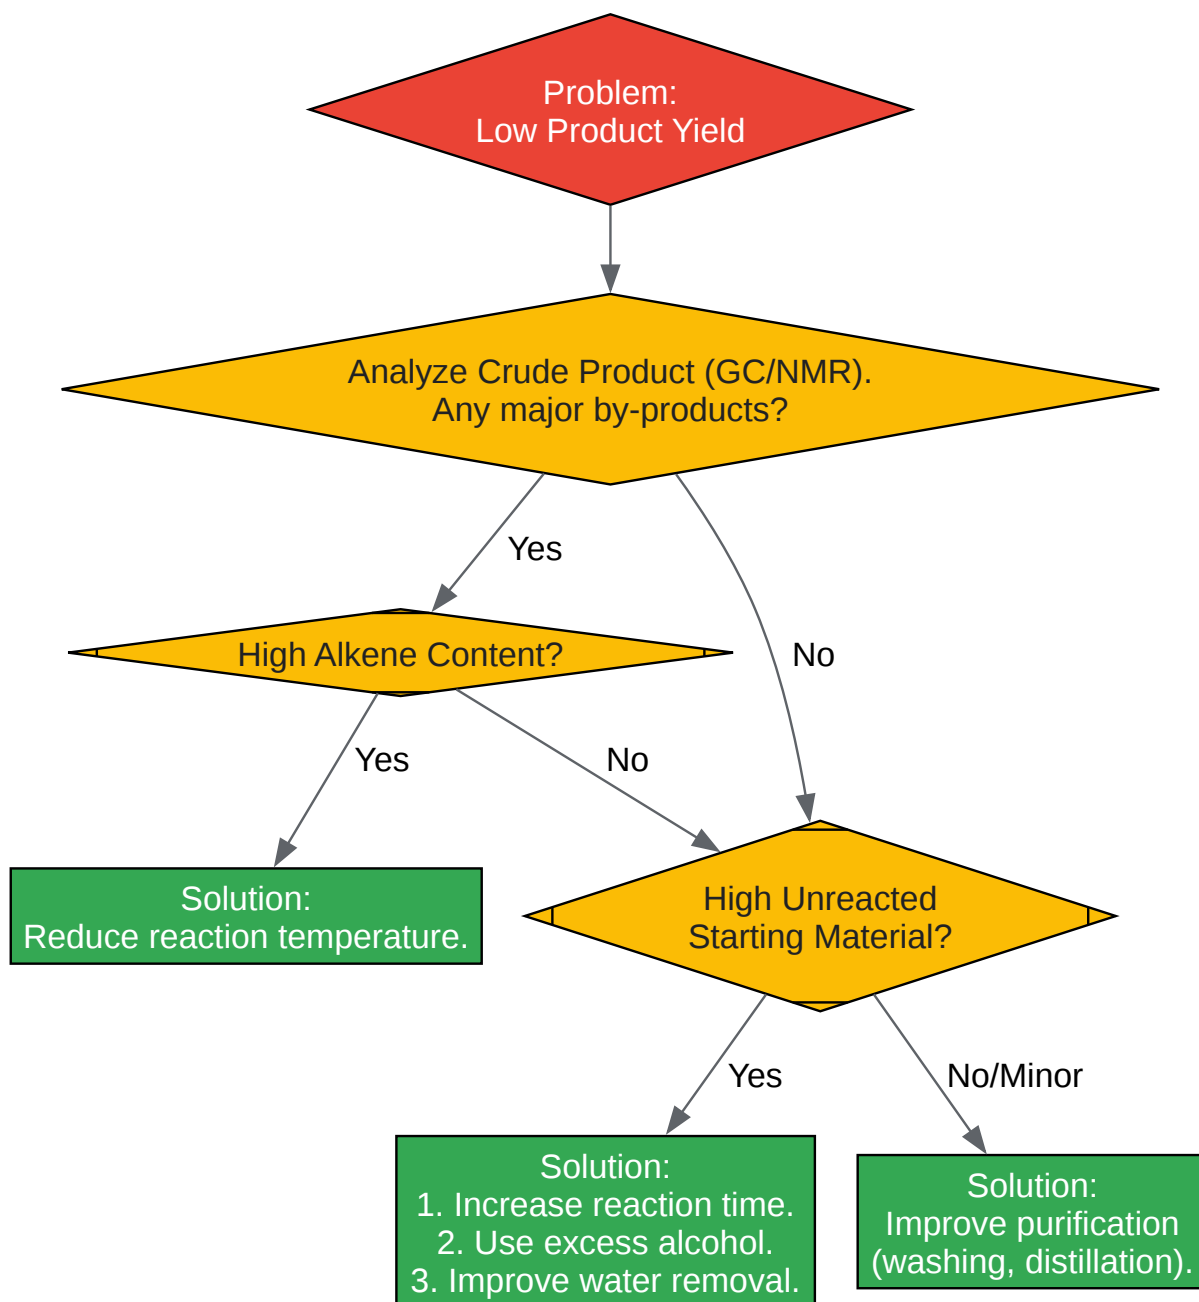 Problem:
Low Product Yield
Analyze Crude Product (GC/NMR).
Any major by-products?
Yes
No
High Alkene Content?
Yes
No
Solution:
Reduce reaction temperature.
High Unreacted
Starting Material?
Yes
No/Minor
Solution:
1. Increase reaction time.
2. Use excess alcohol.
3. Improve water removal.
Solution:
Improve purification
(washing, distillation).